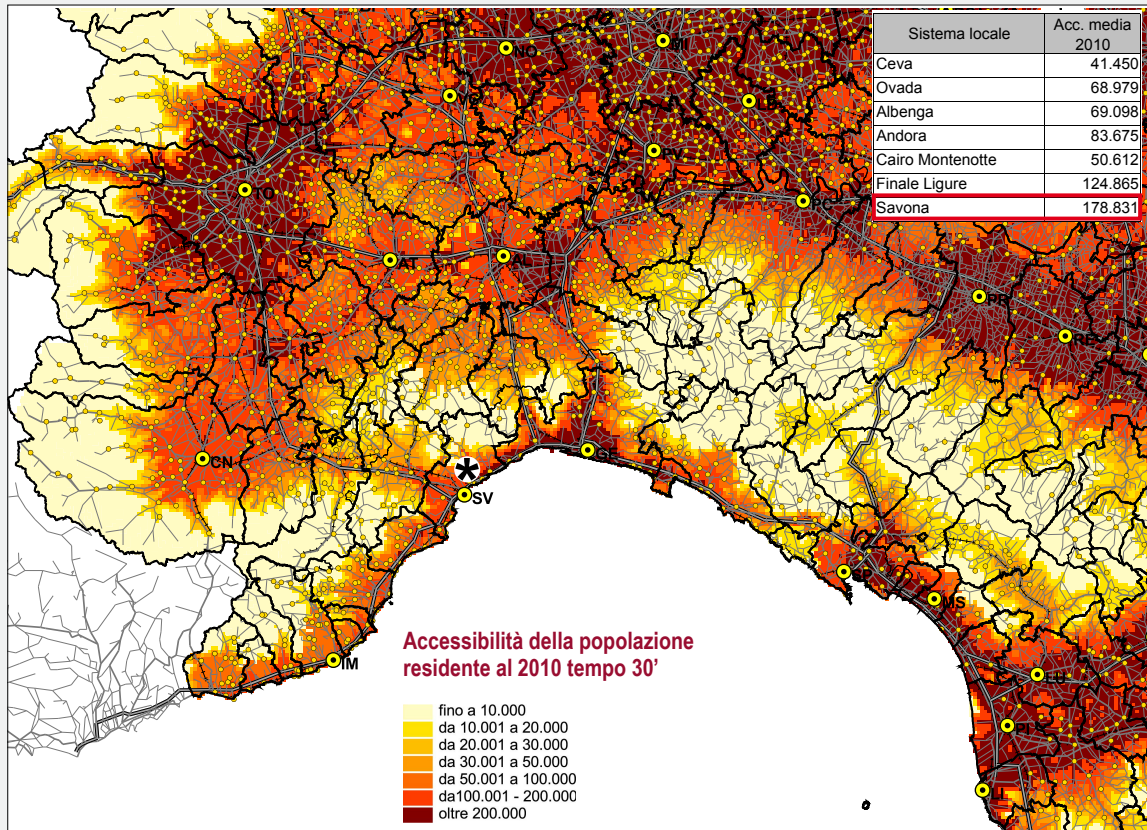 Sistema locale Acc. media 2010
Ceva 41.450
Ovada 68.979
Albenga 69.098
Andora 83.675
Cairo Montenotte 50.612
Finale Ligure 124.865
Savona 178.831
NO
MI
TO
PC
AL
PR
RE
CN
GE
*
SV
SP
MS
IM
LU
PI
LI
Accessibilità della popolazione
residente al 2010 tempo 30'
fino a 10.000
da 10.001 a 20.000
da 20.001 a 30.000
da 30.001 a 50.000
da 50.001 a 100.000
da100.001 - 200.000
oltre 200.000